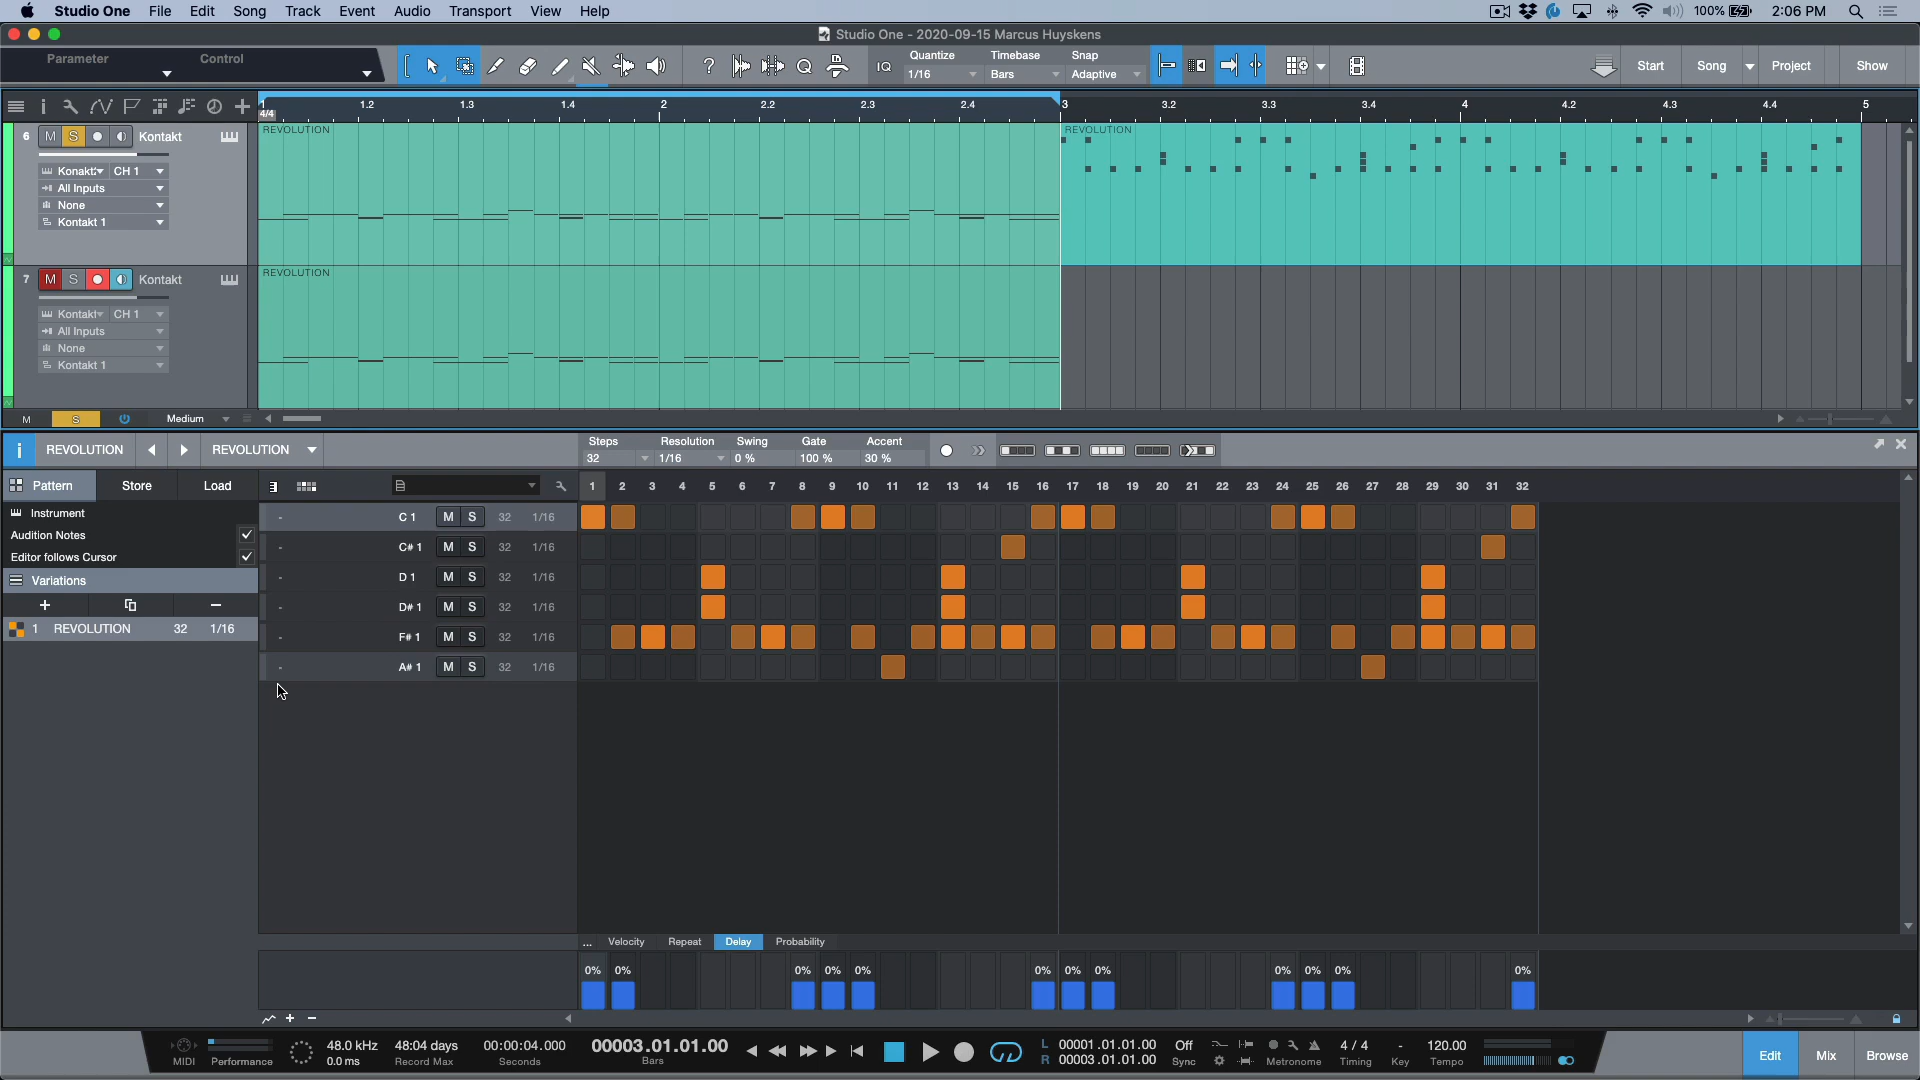 Studio One File Edit Song Track Event Audio Transport View Help 100% 2:06 PM
Studio One - 2020-09-15 Marcus Huyskens
Parameter Control
? Q IQ
Quantize Timebase Snap
1/16 Bars Adaptive
Start Song Project Show
1 1.2 1.3 1.4 2 2.2 2.3 2.4 3 3.2 3.3 3.4 4 4.2 4.3 4.4 5
4/4
REVOLUTION REVOLUTION
6 M S Kontakt
Konakt: CH 1
All Inputs
None
Kontakt 1
REVOLUTION
7 M S Kontakt
Kontakt CH 1
All Inputs
None
Kontakt 1
M S Medium
i REVOLUTION REVOLUTION
Steps Resolution Swing Gate Accent
32 1/16 0 % 100 % 30 %
Pattern Store Load
1 2 3 4 5 6 7 8 9 10 11 12 13 14 15 16 17 18 19 20 21 22 23 24 25 26 27 28 29 30 31 32
Instrument
Audition Notes
Editor follows Cursor
Variations
+ −
1 REVOLUTION 32 1/16
- C 1 M S 32 1/16
- C# 1 M S 32 1/16
- D 1 M S 32 1/16
- D# 1 M S 32 1/16
- F# 1 M S 32 1/16
- A# 1 M S 32 1/16
... Velocity Repeat Delay Probability
0% 0% 0% 0% 0% 0% 0% 0% 0% 0% 0% 0%
+ −
MIDI Performance
48.0 kHz
0.0 ms
48:04 days
Record Max
00:00:04.000
Seconds
00003.01.01.00
Bars
L 00001.01.01.00
R 00003.01.01.00
Off
Sync
Metronome
4 / 4
Timing
-
Key
120.00
Tempo
Edit Mix Browse